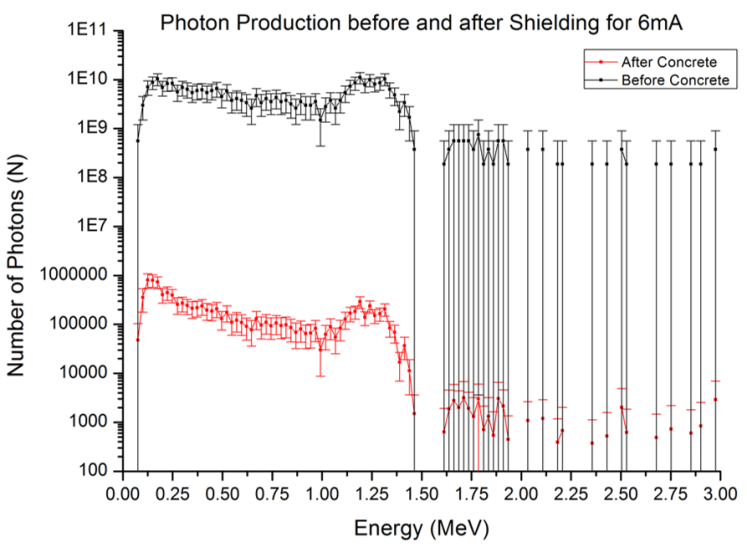 Photon Production before and after Shielding for 6mA
After Concrete
Before Concrete
1E11
1E10
1E9
1E8
1E7
1000000
100000
10000
1000
100
Number of Photons (N)
0.00 0.25 0.50 0.75 1.00 1.25 1.50 1.75 2.00 2.25 2.50 2.75 3.00
Energy (MeV)